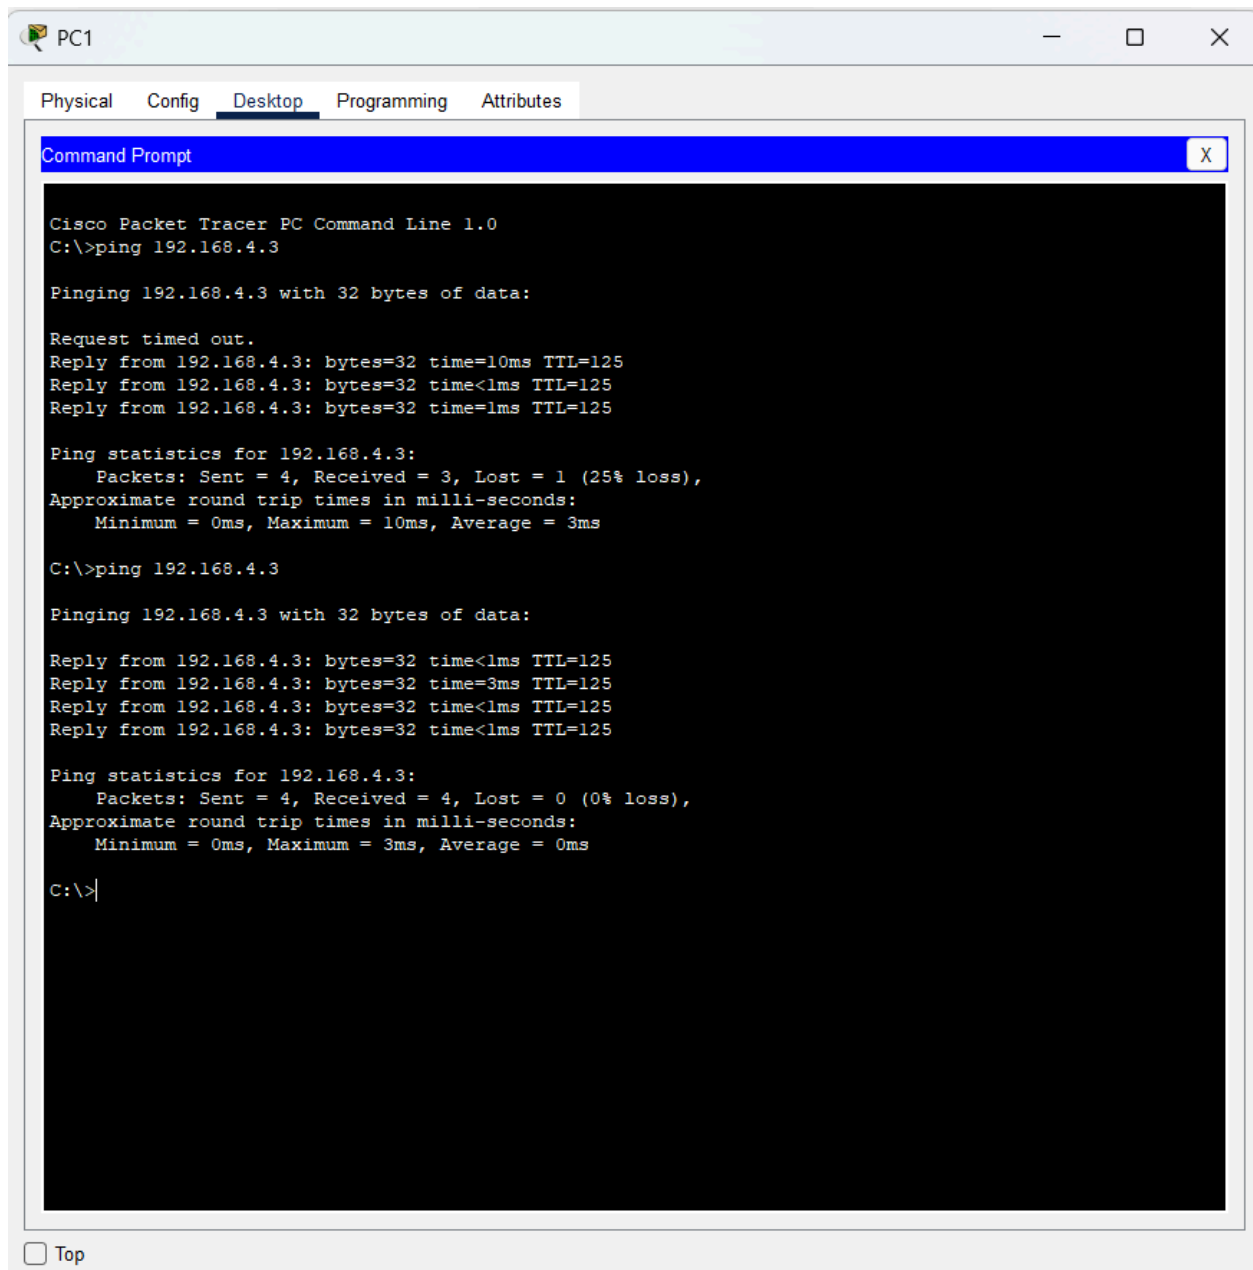 PC1
Physical Config Desktop Programming Attributes
Command Prompt X
Cisco Packet Tracer PC Command Line 1.0
C:\>ping 192.168.4.3
Pinging 192.168.4.3 with 32 bytes of data:
Request timed out.
Reply from 192.168.4.3: bytes=32 time=10ms TTL=125
Reply from 192.168.4.3: bytes=32 time<1ms TTL=125
Reply from 192.168.4.3: bytes=32 time=1ms TTL=125
Ping statistics for 192.168.4.3:
    Packets: Sent = 4, Received = 3, Lost = 1 (25% loss),
Approximate round trip times in milli-seconds:
    Minimum = 0ms, Maximum = 10ms, Average = 3ms
C:\>ping 192.168.4.3
Pinging 192.168.4.3 with 32 bytes of data:
Reply from 192.168.4.3: bytes=32 time<1ms TTL=125
Reply from 192.168.4.3: bytes=32 time=3ms TTL=125
Reply from 192.168.4.3: bytes=32 time<1ms TTL=125
Reply from 192.168.4.3: bytes=32 time<1ms TTL=125
Ping statistics for 192.168.4.3:
    Packets: Sent = 4, Received = 4, Lost = 0 (0% loss),
Approximate round trip times in milli-seconds:
    Minimum = 0ms, Maximum = 3ms, Average = 0ms
C:\>
Top